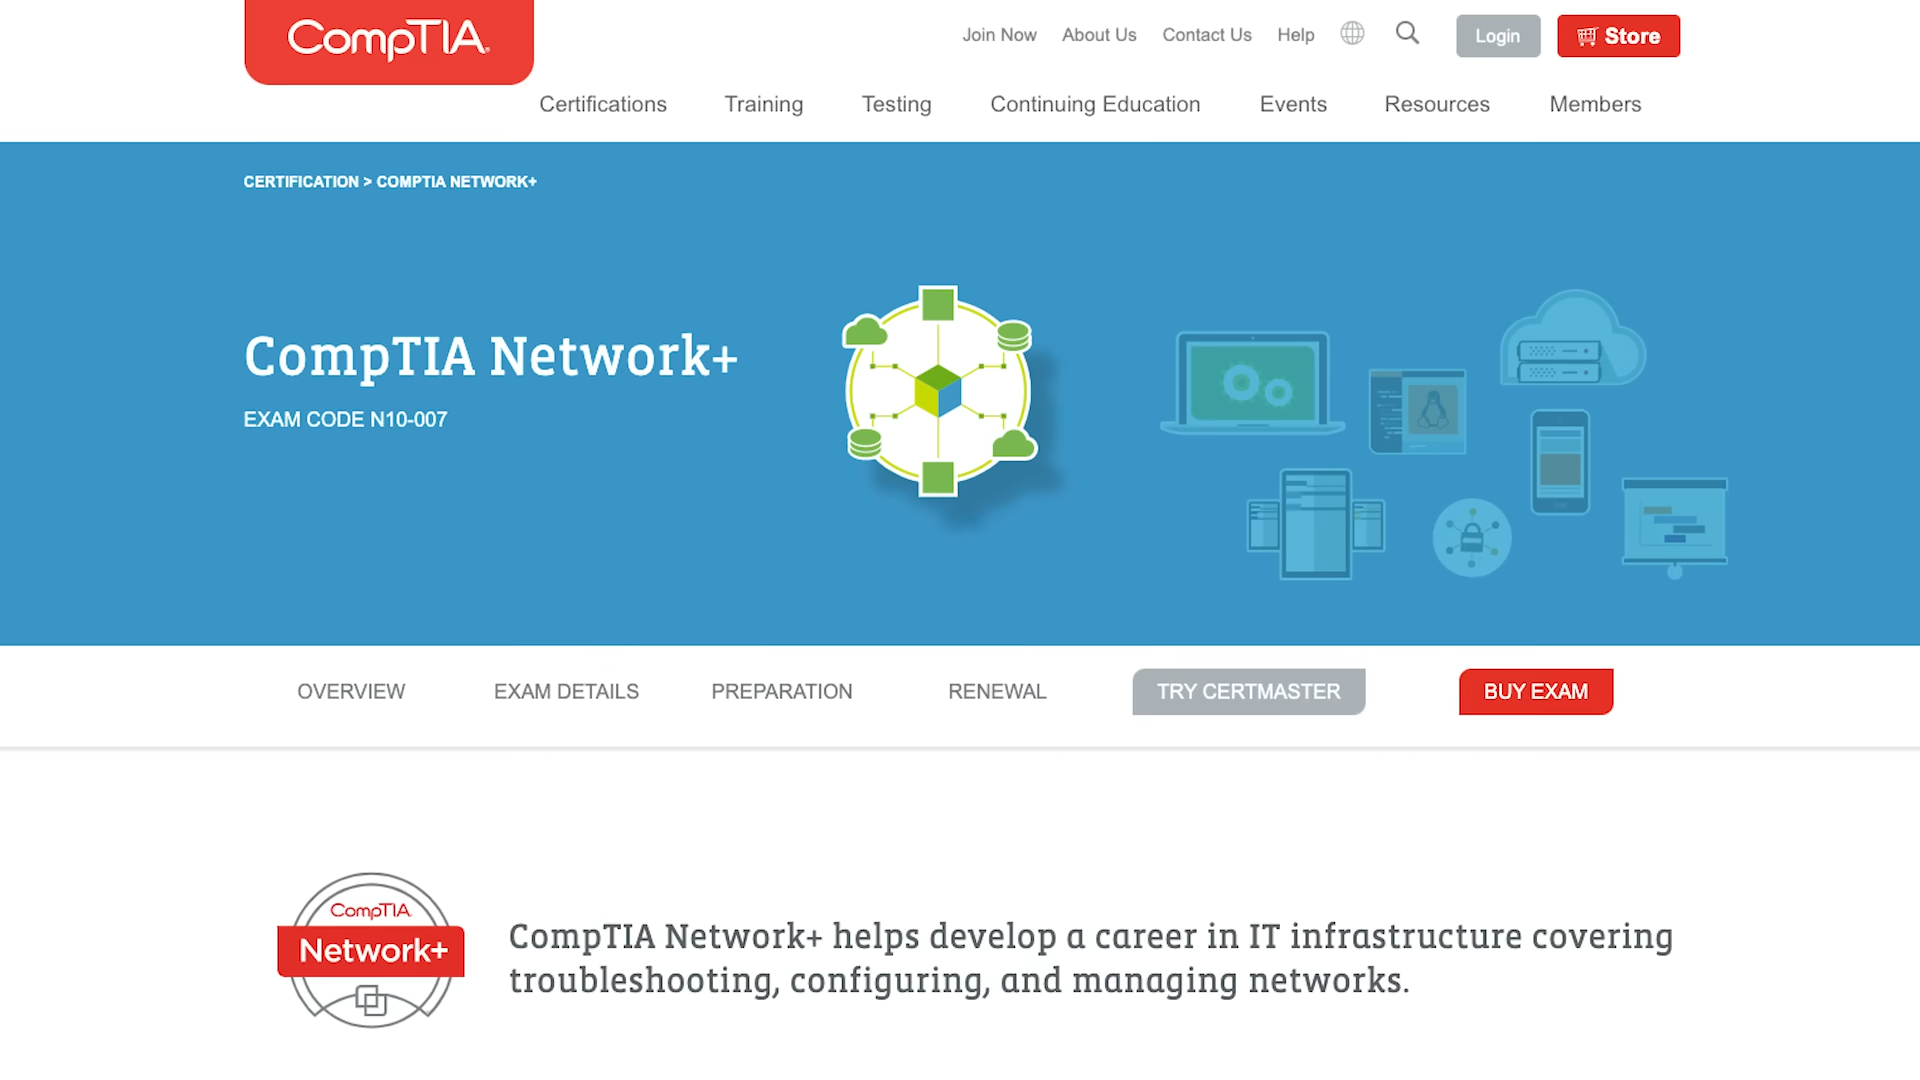 CompTIA.
Join Now About Us Contact Us Help Login Store
Certifications Training Testing Continuing Education Events Resources Members
CERTIFICATION > COMPTIA NETWORK+
CompTIA Network+
EXAM CODE N10-007
OVERVIEW EXAM DETAILS PREPARATION RENEWAL TRY CERTMASTER BUY EXAM
CompTIA
Network+
CompTIA Network+ helps develop a career in IT infrastructure covering
troubleshooting, configuring, and managing networks.